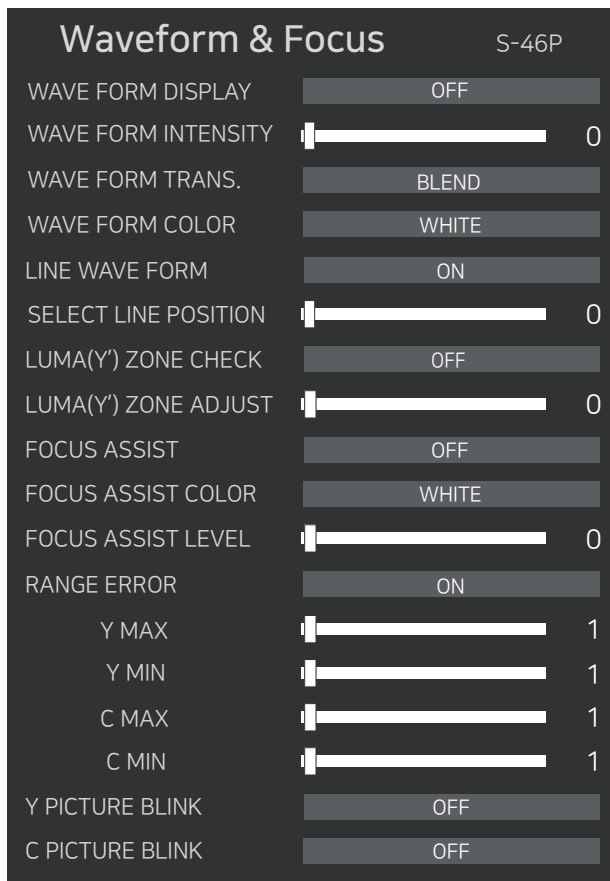 Waveform & Focus S-46P
WAVE FORM DISPLAY OFF
WAVE FORM INTENSITY 0
WAVE FORM TRANS. BLEND
WAVE FORM COLOR WHITE
LINE WAVE FORM ON
SELECT LINE POSITION 0
LUMA(Y') ZONE CHECK OFF
LUMA(Y') ZONE ADJUST 0
FOCUS ASSIST OFF
FOCUS ASSIST COLOR WHITE
FOCUS ASSIST LEVEL 0
RANGE ERROR ON
Y MAX 1
Y MIN 1
C MAX 1
C MIN 1
Y PICTURE BLINK OFF
C PICTURE BLINK OFF